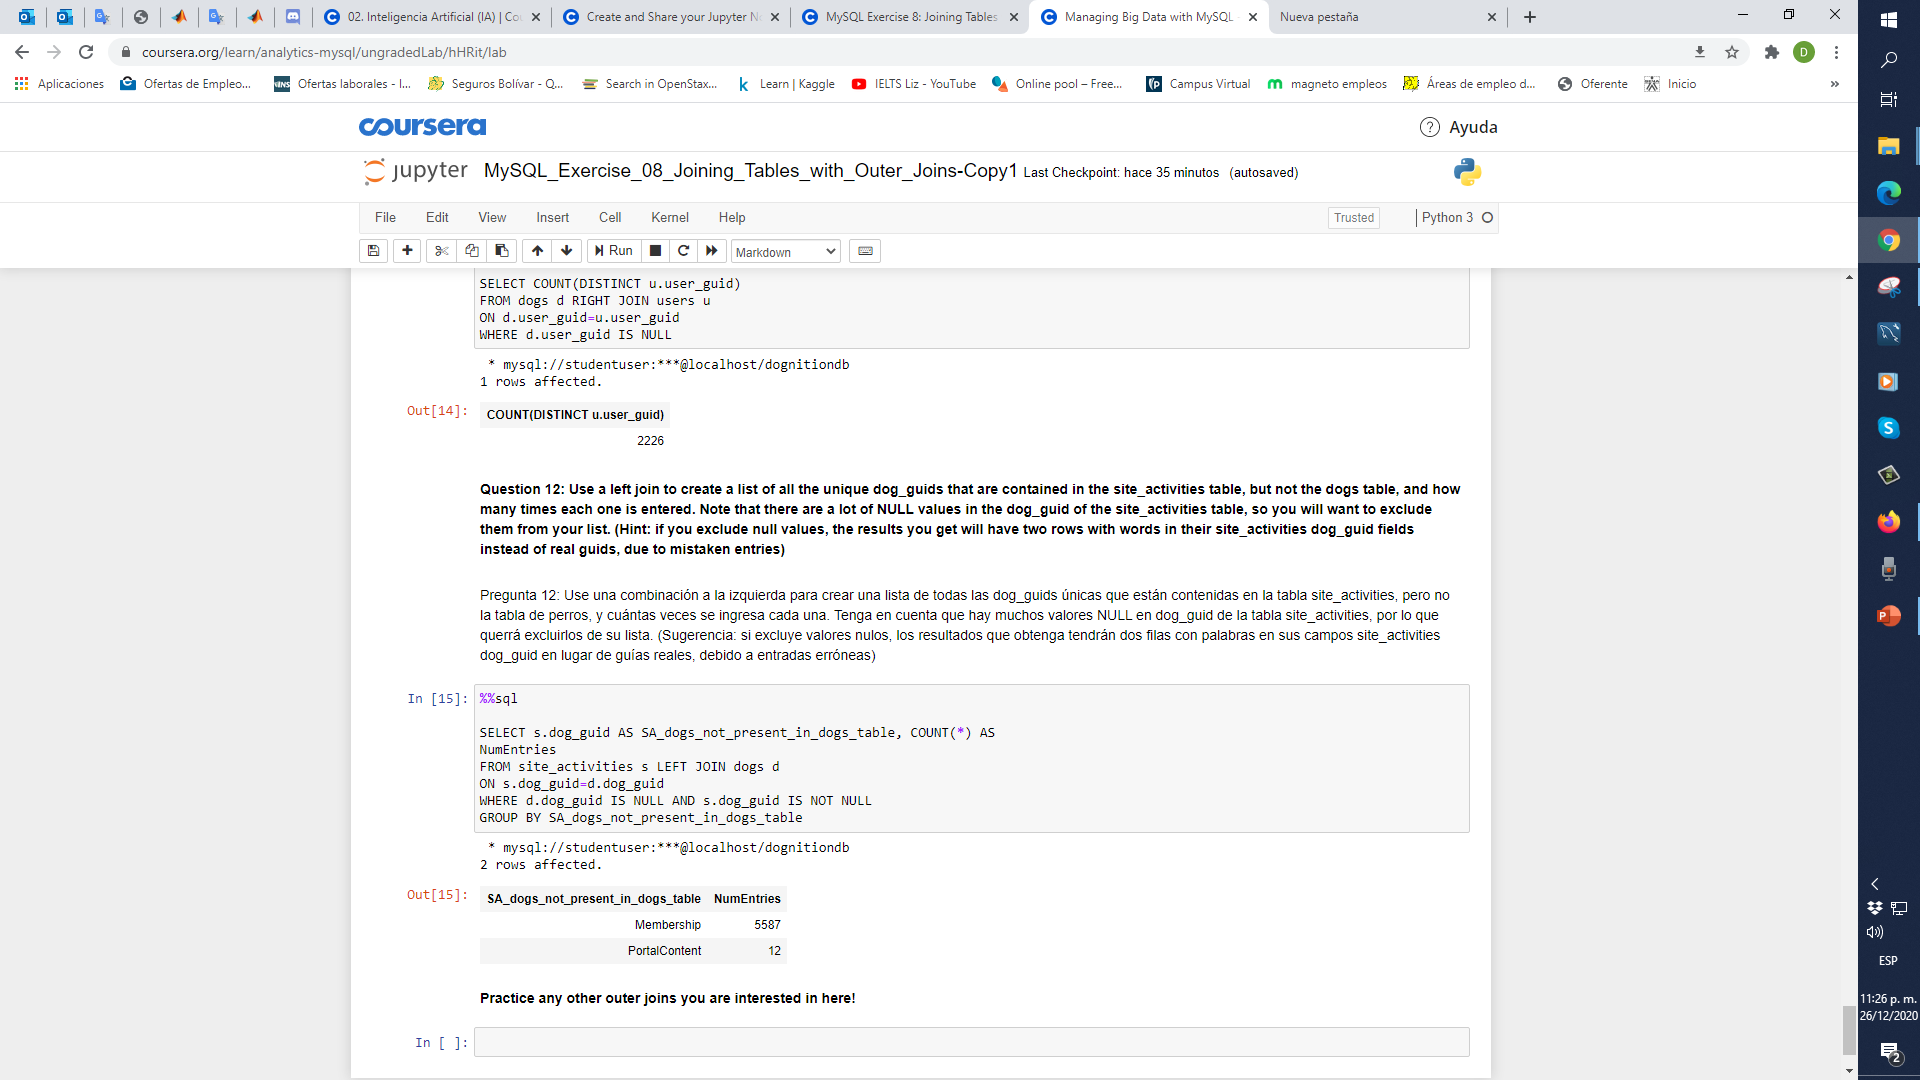 02. Inteligencia Artificial (IA) | Co
Create and Share your Jupyter N
MySQL Exercise 8: Joining Tables
Managing Big Data with MySQL -
Nueva pestaña
coursera.org/learn/analytics-mysql/ungradedLab/hHRit/lab
D
Aplicaciones
Ofertas de Empleo...
Ofertas laborales - I...
Seguros Bolívar - Q...
Search in OpenStax...
Learn | Kaggle
IELTS Liz - YouTube
Online pool – Free...
Campus Virtual
magneto empleos
Áreas de empleo d...
Oferente
Inicio
»
coursera
Ayuda
jupyter MySQL_Exercise_08_Joining_Tables_with_Outer_Joins-Copy1 Last Checkpoint: hace 35 minutos (autosaved)
File Edit View Insert Cell Kernel Help
Trusted
Python 3
Run
Markdown
SELECT COUNT(DISTINCT u.user_guid)
FROM dogs d RIGHT JOIN users u
ON d.user_guid=u.user_guid
WHERE d.user_guid IS NULL
* mysql://studentuser:***@localhost/dognitiondb
1 rows affected.
Out[14]: COUNT(DISTINCT u.user_guid)
2226
Question 12: Use a left join to create a list of all the unique dog_guids that are contained in the site_activities table, but not the dogs table, and how
many times each one is entered. Note that there are a lot of NULL values in the dog_guid of the site_activities table, so you will want to exclude
them from your list. (Hint: if you exclude null values, the results you get will have two rows with words in their site_activities dog_guid fields
instead of real guids, due to mistaken entries)
Pregunta 12: Use una combinación a la izquierda para crear una lista de todas las dog_guids únicas que están contenidas en la tabla site_activities, pero no
la tabla de perros, y cuántas veces se ingresa cada una. Tenga en cuenta que hay muchos valores NULL en dog_guid de la tabla site_activities, por lo que
querrá excluirlos de su lista. (Sugerencia: si excluye valores nulos, los resultados que obtenga tendrán dos filas con palabras en sus campos site_activities
dog_guid en lugar de guías reales, debido a entradas erróneas)
In [15]: %%sql
SELECT s.dog_guid AS SA_dogs_not_present_in_dogs_table, COUNT(*) AS
NumEntries
FROM site_activities s LEFT JOIN dogs d
ON s.dog_guid=d.dog_guid
WHERE d.dog_guid IS NULL AND s.dog_guid IS NOT NULL
GROUP BY SA_dogs_not_present_in_dogs_table
* mysql://studentuser:***@localhost/dognitiondb
2 rows affected.
Out[15]: SA_dogs_not_present_in_dogs_table NumEntries
Membership 5587
PortalContent 12
Practice any other outer joins you are interested in here!
In [ ]:
ESP
11:26 p. m.
26/12/2020
2